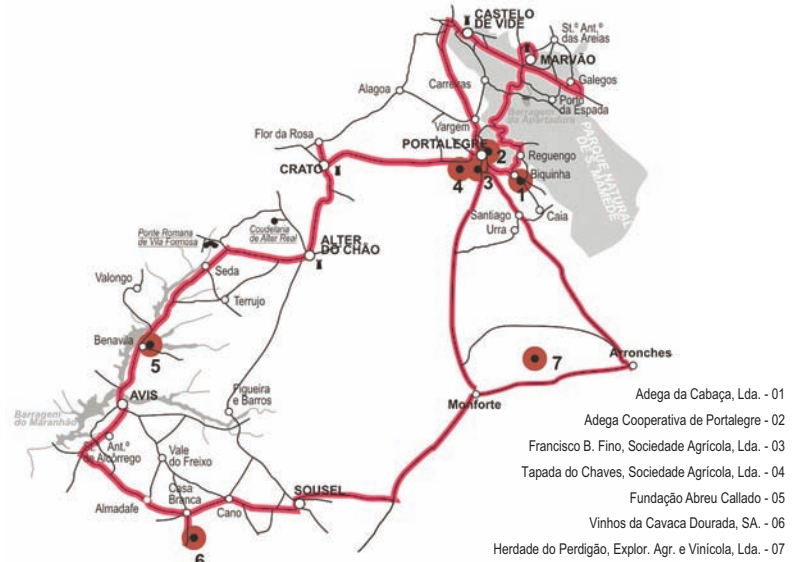 CASTELO
DE VIDE
St.º Ant.º
das Areias
MARVÃO
Galegos
Porto
da Espada
Carreiras
Alagoa
Barragem
de Apartadura
Vargem
Flor da Rosa
PORTALEGRE
2
Reguengo
PARQUE NATURAL
DE S. MAMEDE
CRATO
4
3
Biquinha
1
Caia
Santiago
Urra
Ponte Romana
de Vila Formosa
Coudelaria
de Alter Real
ALTER
DO CHÃO
Seda
Valongo
Terrujo
Benavila
5
7
Arronches
Monforte
AVIS
Figueira
e Barros
Barragem
do Maranhão
St. Ant.º
de Alcôrrego
Vale
do Freixo
Casa
Branca
SOUSEL
Almadafe
Cano
6
Adega da Cabaça, Lda. - 01
Adega Cooperativa de Portalegre - 02
Francisco B. Fino, Sociedade Agrícola, Lda. - 03
Tapada do Chaves, Sociedade Agrícola, Lda. - 04
Fundação Abreu Callado - 05
Vinhos da Cavaca Dourada, SA. - 06
Herdade do Perdigão, Explor. Agr. e Vinícola, Lda. - 07